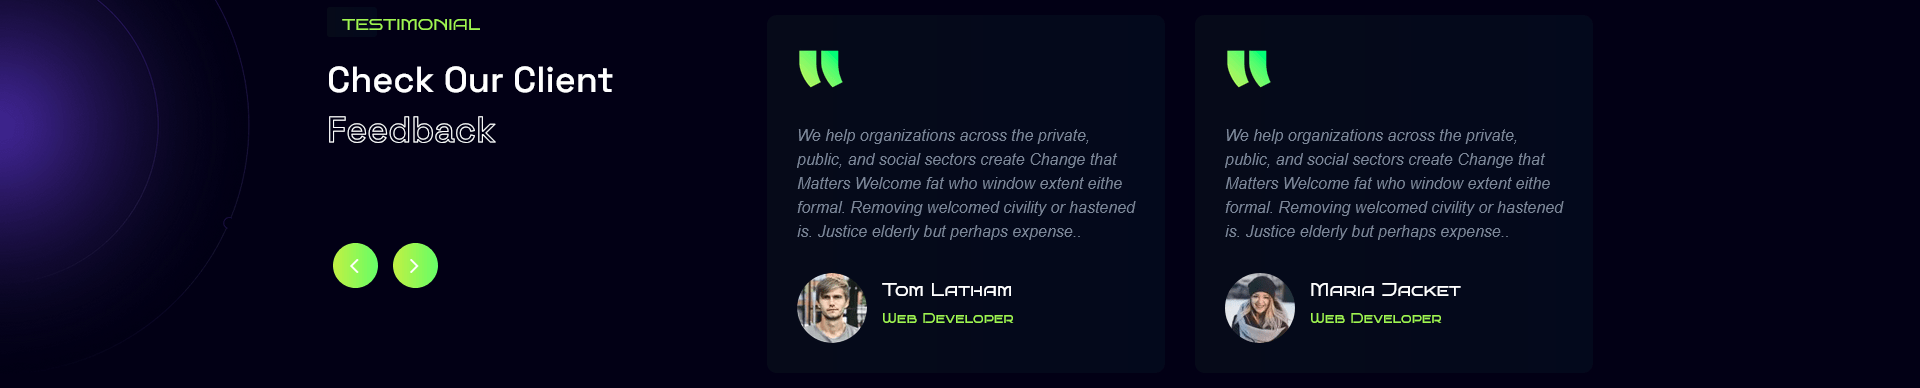 TESTIMONIAL
Check Our Client
Feedback
We help organizations across the private,
public, and social sectors create Change that
Matters Welcome fat who window extent eithe
formal. Removing welcomed civility or hastened
is. Justice elderly but perhaps expense..
Tom Latham
Web Developer
We help organizations across the private,
public, and social sectors create Change that
Matters Welcome fat who window extent eithe
formal. Removing welcomed civility or hastened
is. Justice elderly but perhaps expense..
Maria Jacket
Web Developer